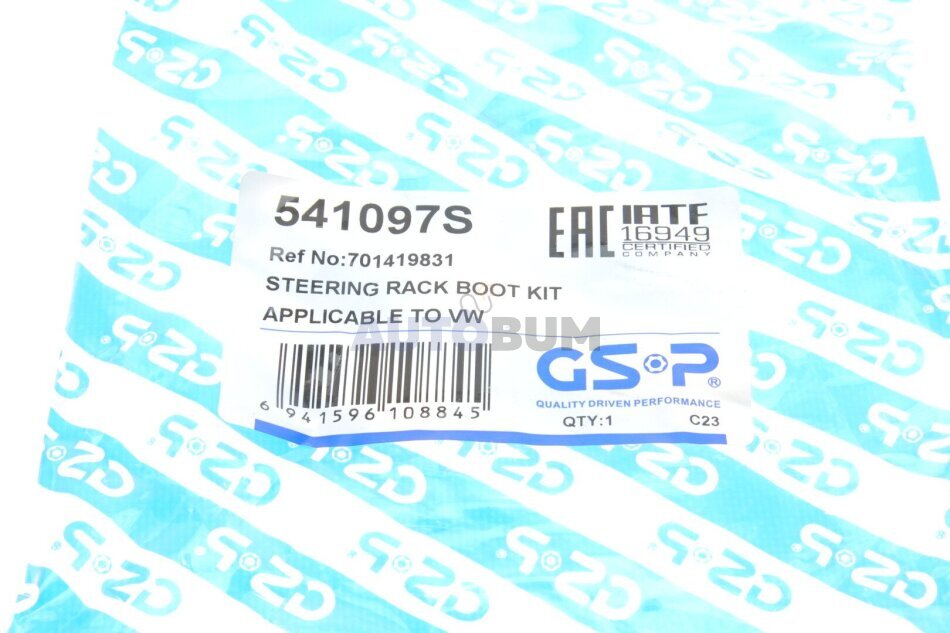 541097S
EAC
IATF
16949
CERTIFIED
COMPANY
Ref No:701419831
STEERING RACK BOOT KIT
APPLICABLE TO VW
AUTOBUM
6 941596 108845
GS·P®
QUALITY DRIVEN PERFORMANCE
QTY:1 C23